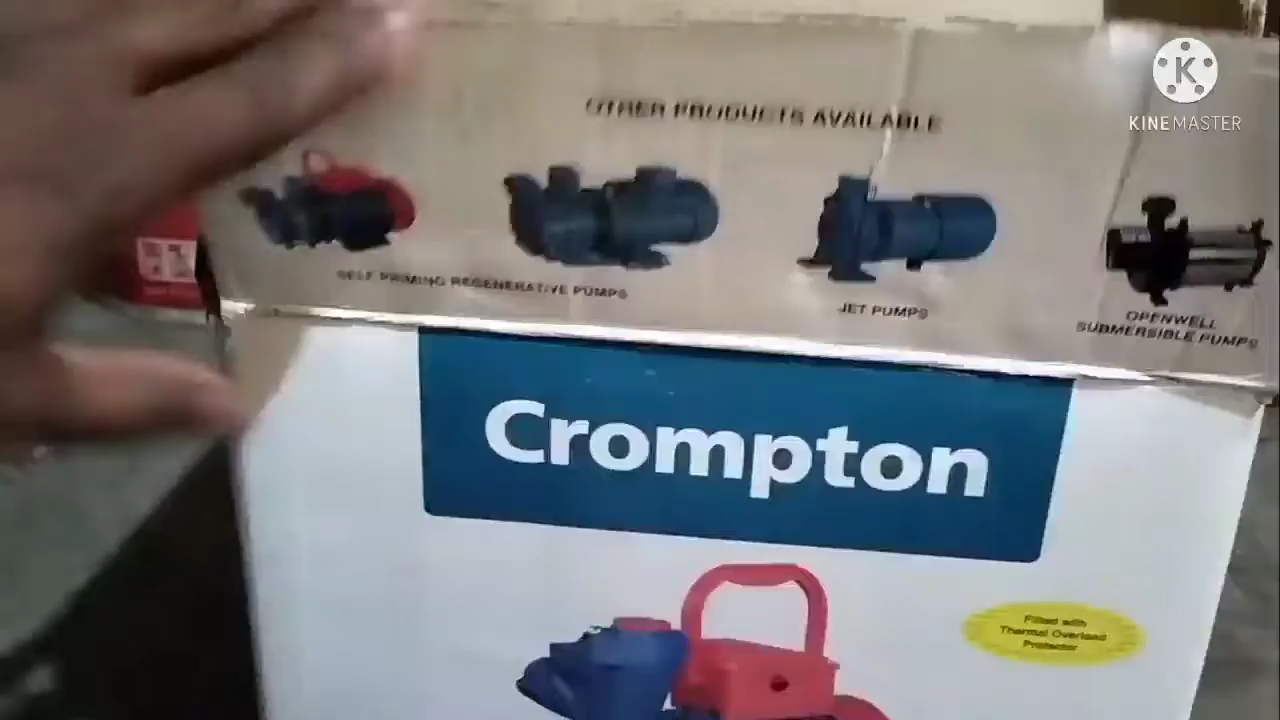 KINEMASTER
OTHER PRODUCTS AVAILABLE
SELF PRIMING REGENERATIVE PUMPS
JET PUMPS
OPENWELL
SUBMERSIBLE PUMPS
Crompton
Fitted with
Thermal Overload
Protector